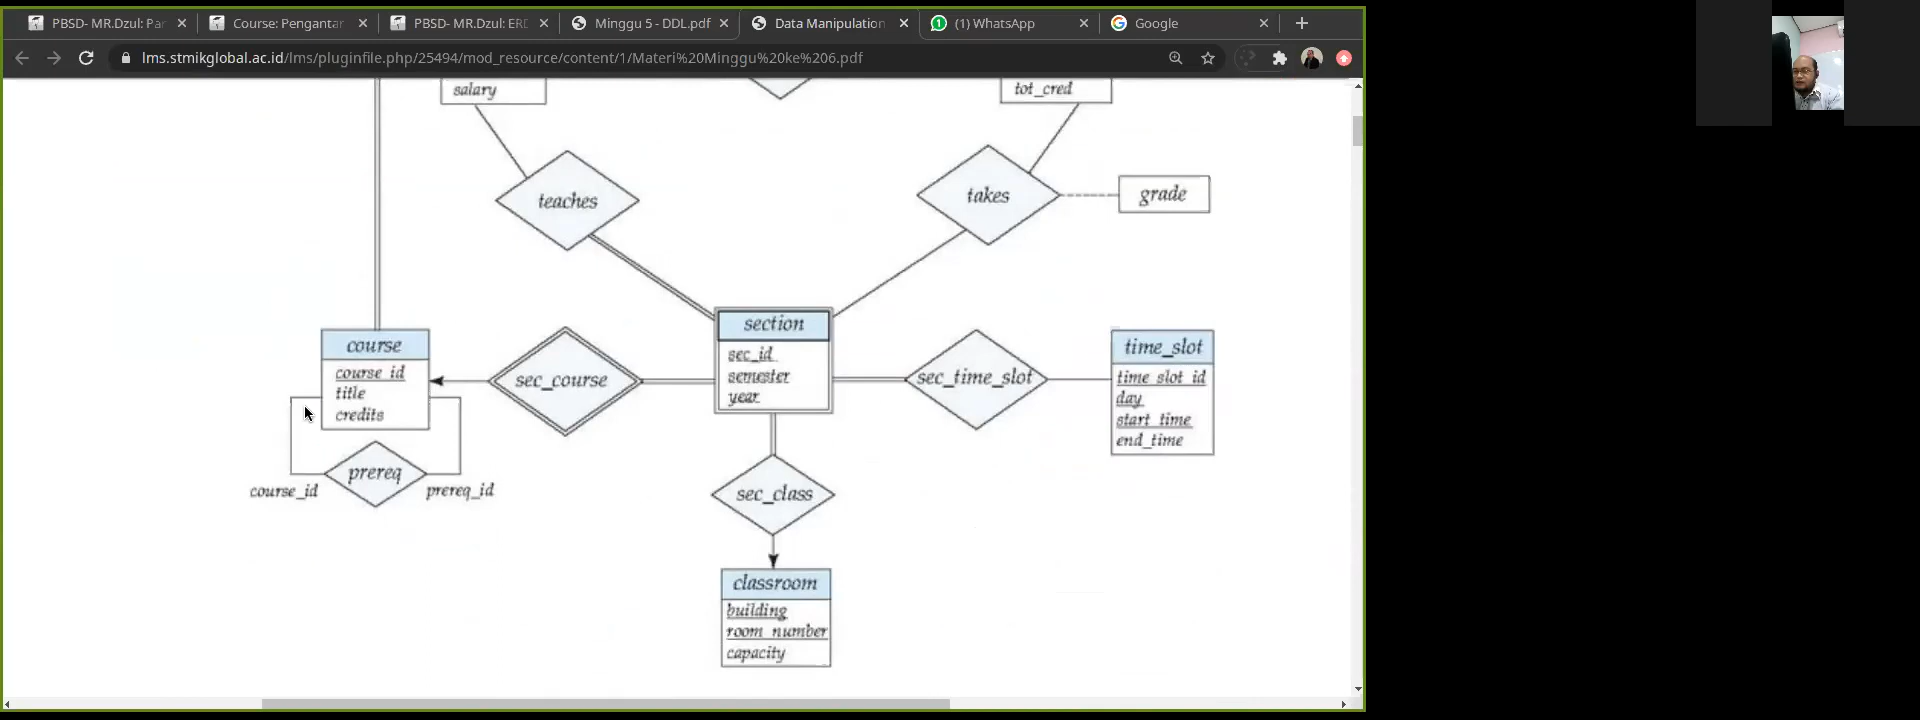 PBSD- MR.Dzul: Par
Course: Pengantar
PBSD- MR.Dzul: ERD
Minggu 5 - DDL.pdf
Data Manipulation
(1) WhatsApp
Google
lms.stmikglobal.ac.id/lms/pluginfile.php/25494/mod_resource/content/1/Materi%20Minggu%20ke%206.pdf
salary
tot_cred
teaches
takes
grade
section
sec_id
semester
year
course
course_id
title
credits
sec_course
sec_time_slot
time_slot
time_slot_id
day
start_time
end_time
prereq
course_id
prereq_id
sec_class
classroom
building
room_number
capacity